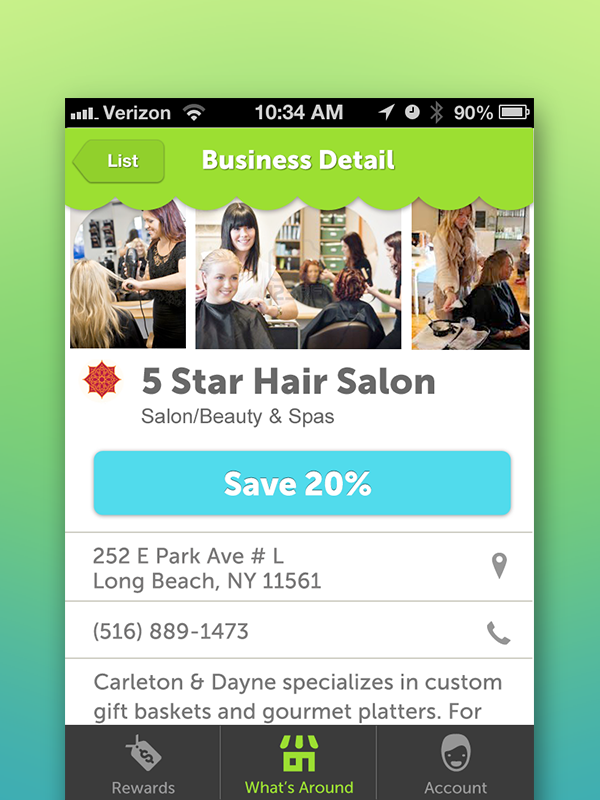 Verizon 10:34 AM 90%
List Business Detail
5 Star Hair Salon
Salon/Beauty & Spas
Save 20%
252 E Park Ave # L
Long Beach, NY 11561
(516) 889-1473
Carleton & Dayne specializes in custom
gift baskets and gourmet platters. For
Rewards What's Around Account